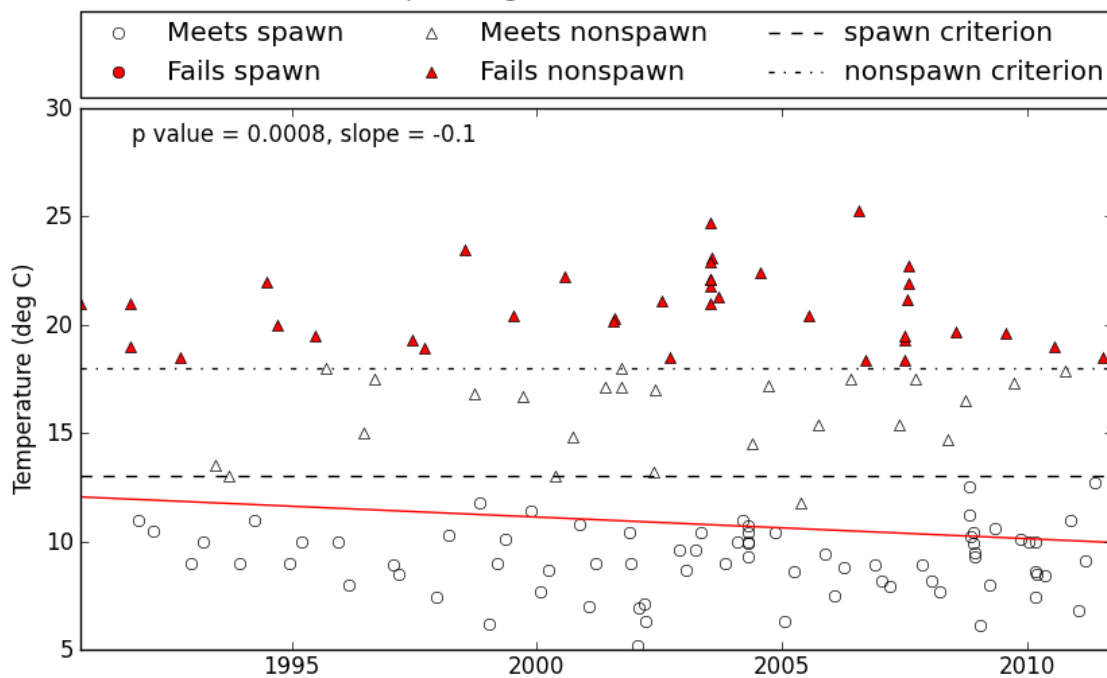 Meets spawn Meets nonspawn spawn criterion
Fails spawn Fails nonspawn nonspawn criterion
30
p value = 0.0008, slope = -0.1
25
20
15
10
5
Temperature (deg C)
1995 2000 2005 2010